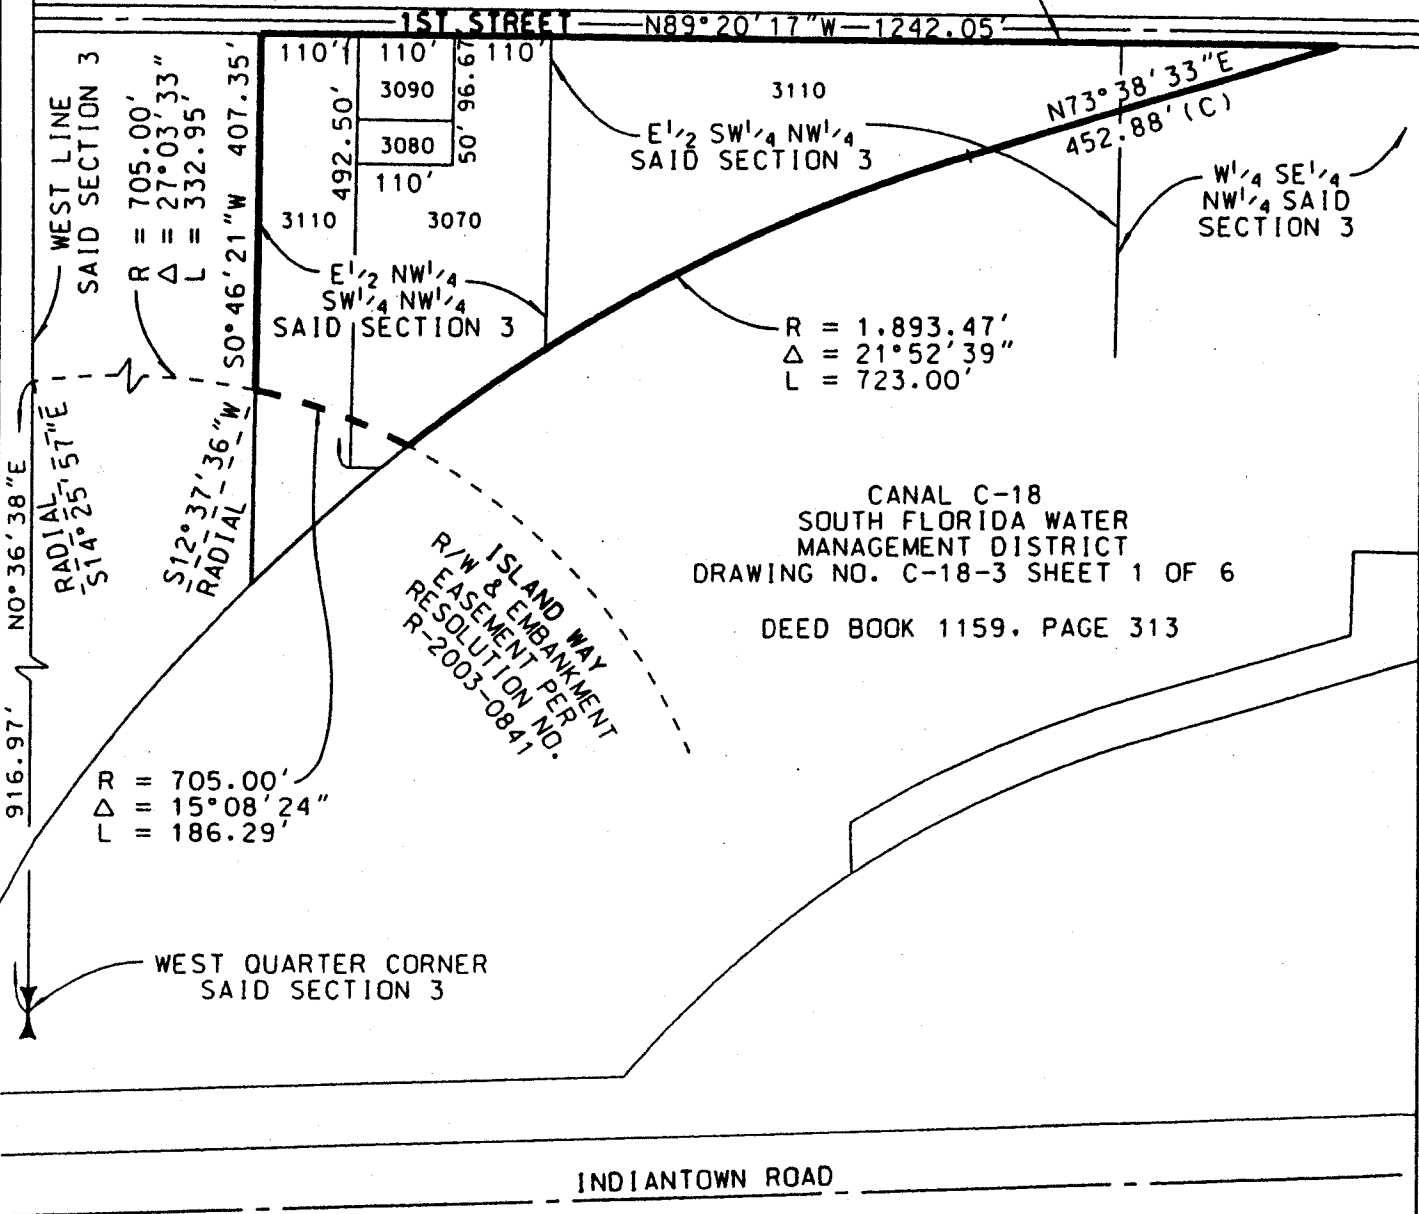 1ST STREET N89°20'17"W 1242.05'
WEST LINE
SAID SECTION 3
R = 705.00'
Δ = 27°03'33"
L = 332.95'
S0°46'21"W 407.35'
110'
492.50'
110'
3090
3080
96.67'
50'
110'
110'
3110
3070
E1/2 NW1/4
SW1/4 NW1/4
SAID SECTION 3
3110
E1/2 SW1/4 NW1/4
SAID SECTION 3
N73°38'33"E
452.88'(C)
W1/4 SE1/4
NW1/4 SAID
SECTION 3
R = 1,893.47'
Δ = 21°52'39"
L = 723.00'
N0°36'38"E
916.97'
RADIAL
S14°25'57"E
S12°37'36"W
RADIAL
CANAL C-18
SOUTH FLORIDA WATER
MANAGEMENT DISTRICT
DRAWING NO. C-18-3 SHEET 1 OF 6
DEED BOOK 1159, PAGE 313
ISLAND WAY
R/W & EMBANKMENT
EASEMENT PER
RESOLUTION NO.
R-2003-0841
R = 705.00'
Δ = 15°08'24"
L = 186.29'
WEST QUARTER CORNER
SAID SECTION 3
INDIANTOWN ROAD